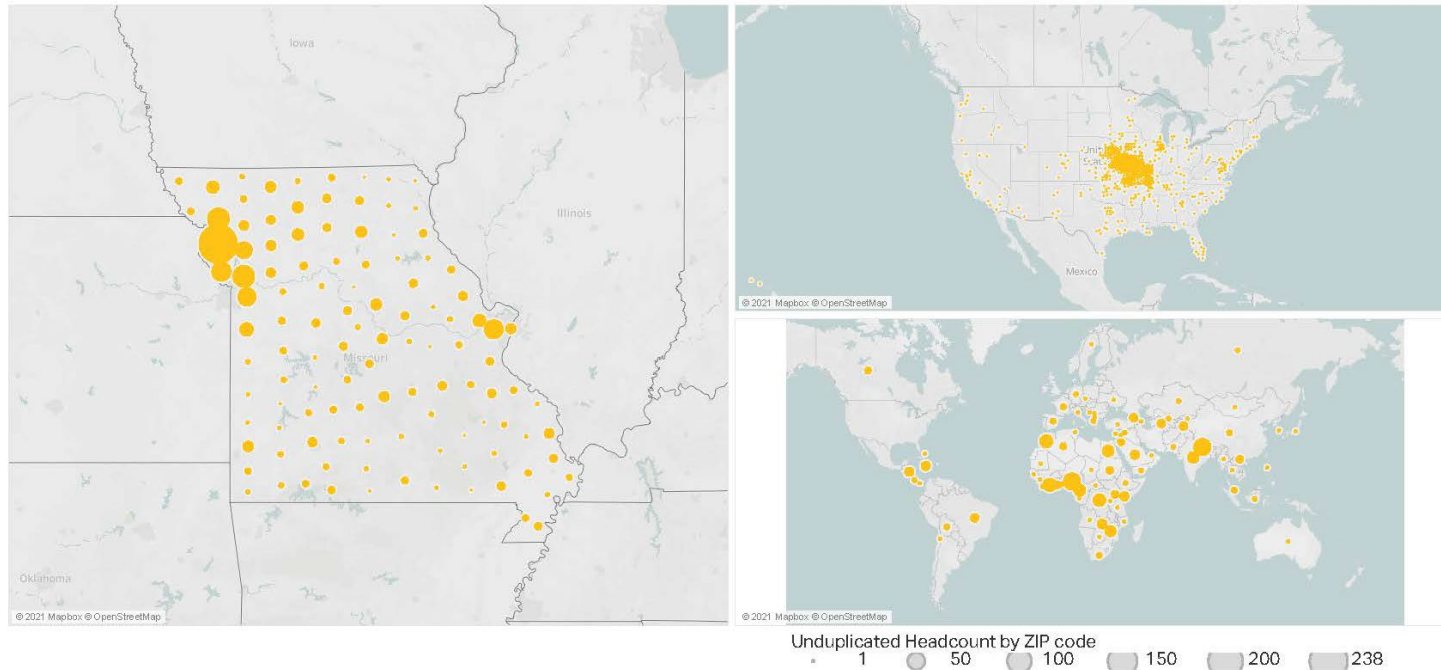 Iowa
Illinois
Missouri
Oklahoma
© 2021 Mapbox © OpenStreetMap
Mexico
© 2021 Mapbox © OpenStreetMap
© 2021 Mapbox © OpenStreetMap
Unduplicated Headcount by ZIP code
1 50 100 150 200 238